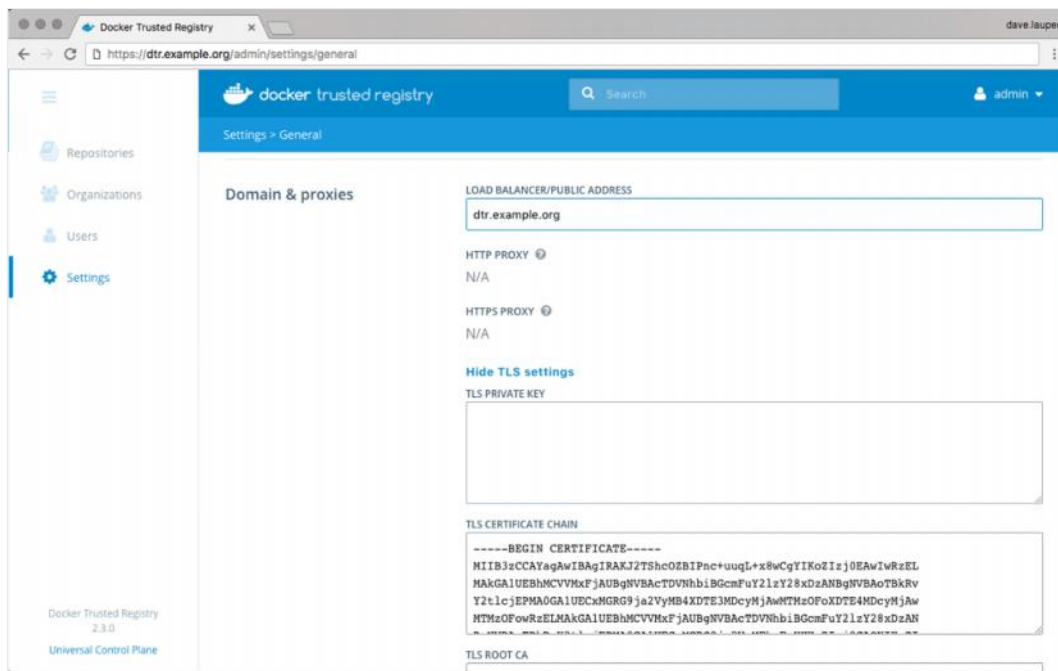 Docker Trusted Registry
dave.laupe
https://dtr.example.org/admin/settings/general
docker trusted registry
Search
admin
Settings > General
Repositories
Organizations
Users
Settings
Domain & proxies
LOAD BALANCER/PUBLIC ADDRESS
dtr.example.org
HTTP PROXY
N/A
HTTPS PROXY
N/A
Hide TLS settings
TLS PRIVATE KEY
TLS CERTIFICATE CHAIN
-----BEGIN CERTIFICATE-----
MIIB3zCCAYagAwIBAgIRAKJ2TShcOZBIPnc+uuqL+x8wCgYIKoZIzj0EAwIwRzEL
MAkGA1UEBhMCVVMxFjAUBgNVBAcTDVNhbiBGcmFuY2lzY28xDzANBgNVBAoTBkRv
Y2tlcjEPMA0GA1UECxMGRG9ja2VyMB4XDTE3MDcyMjAwMTMzOFoXDTE4MDcyMjAw
MTMzOFowRzELMAkGA1UEBhMCVVMxFjAUBgNVBAcTDVNhbiBGcmFuY2lzY28xDzAN
TLS ROOT CA
Docker Trusted Registry
2.3.0
Universal Control Plane